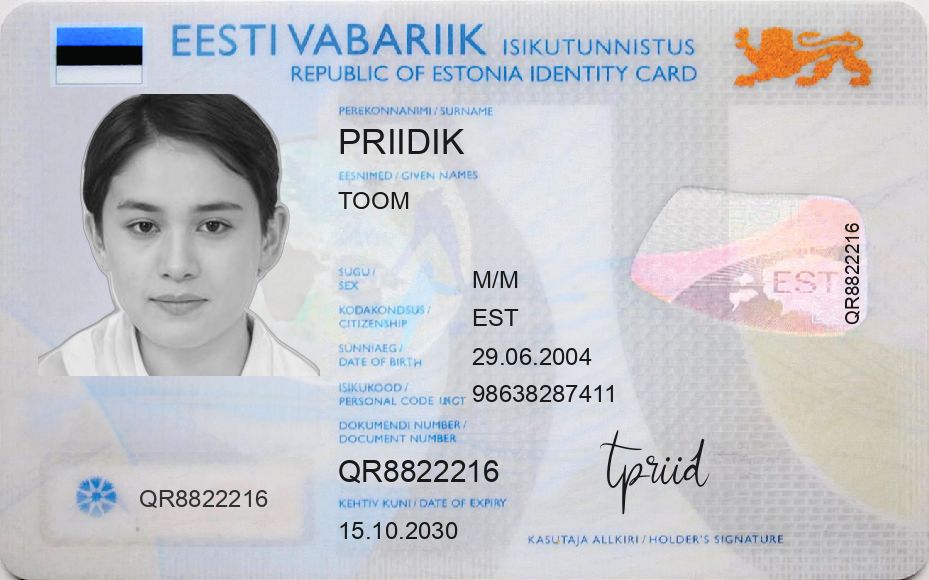 EESTI VABARIIK ISIKUTUNNISTUS
REPUBLIC OF ESTONIA IDENTITY CARD
PEREKONNANIMI / SURNAME
PRIIDIK
EESNIMED / GIVEN NAMES
TOOM
SUGU /
SEX
M/M
KODAKONDSUS /
CITIZENSHIP
EST
SÜNNIAEG /
DATE OF BIRTH
29.06.2004
ISIKUKOOD /
PERSONAL CODE
98638287411
DOKUMENDI NUMBER /
DOCUMENT NUMBER
QR8822216
KEHTIV KUNI / DATE OF EXPIRY
15.10.2030
QR8822216
EST
QR8822216
tpriid
KASUTAJA ALLKIRI / HOLDER'S SIGNATURE